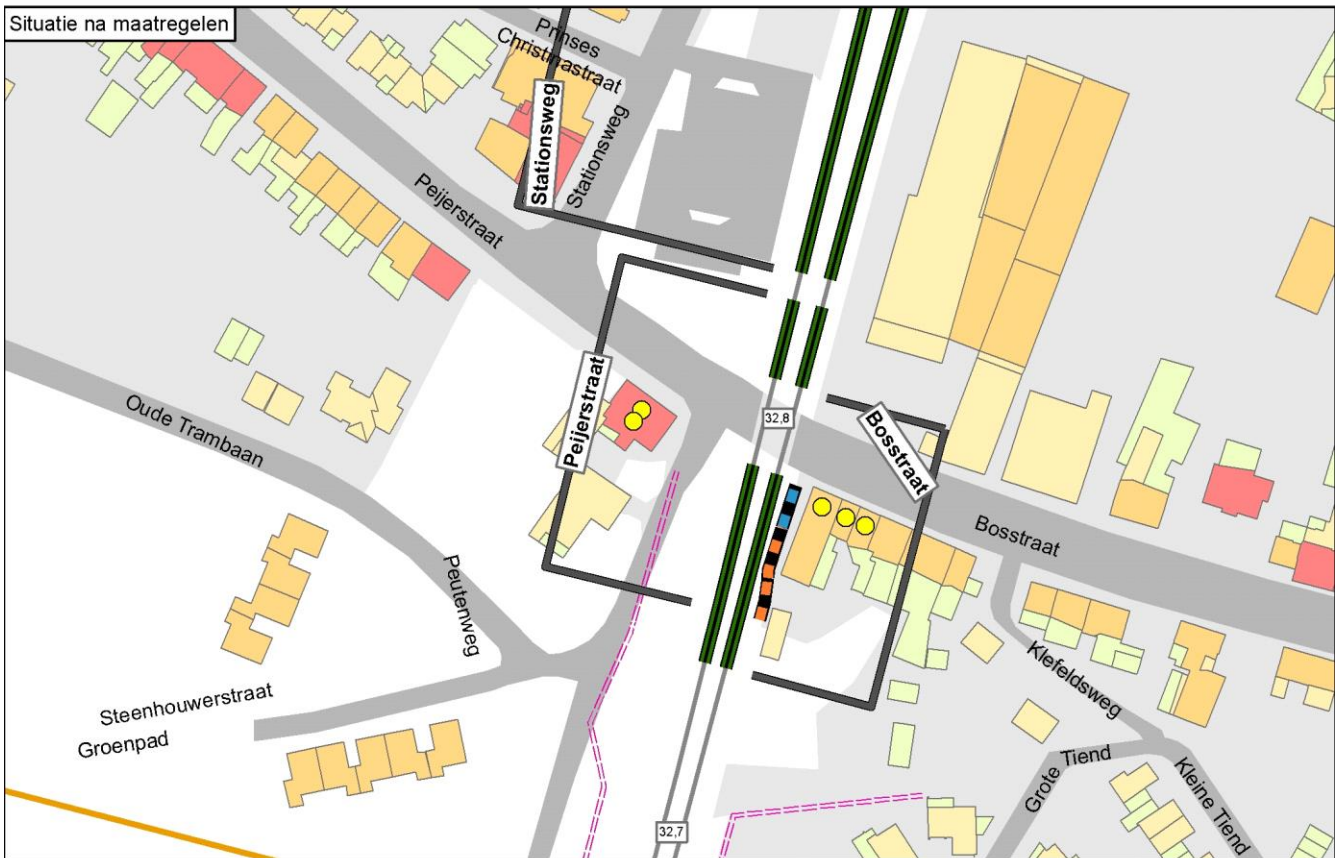 Situatie na maatregelen
Prinses
Christinastraat
Stationsweg
Stationsweg
Peijerstraat
Oude Trambaan
Peijerstraat
32,8
Bosstraat
Bosstraat
Peutenweg
Klefeldsweg
Steenhouwerstraat
Groenpad
Grote Tiend
Kleine Tiend
32,7